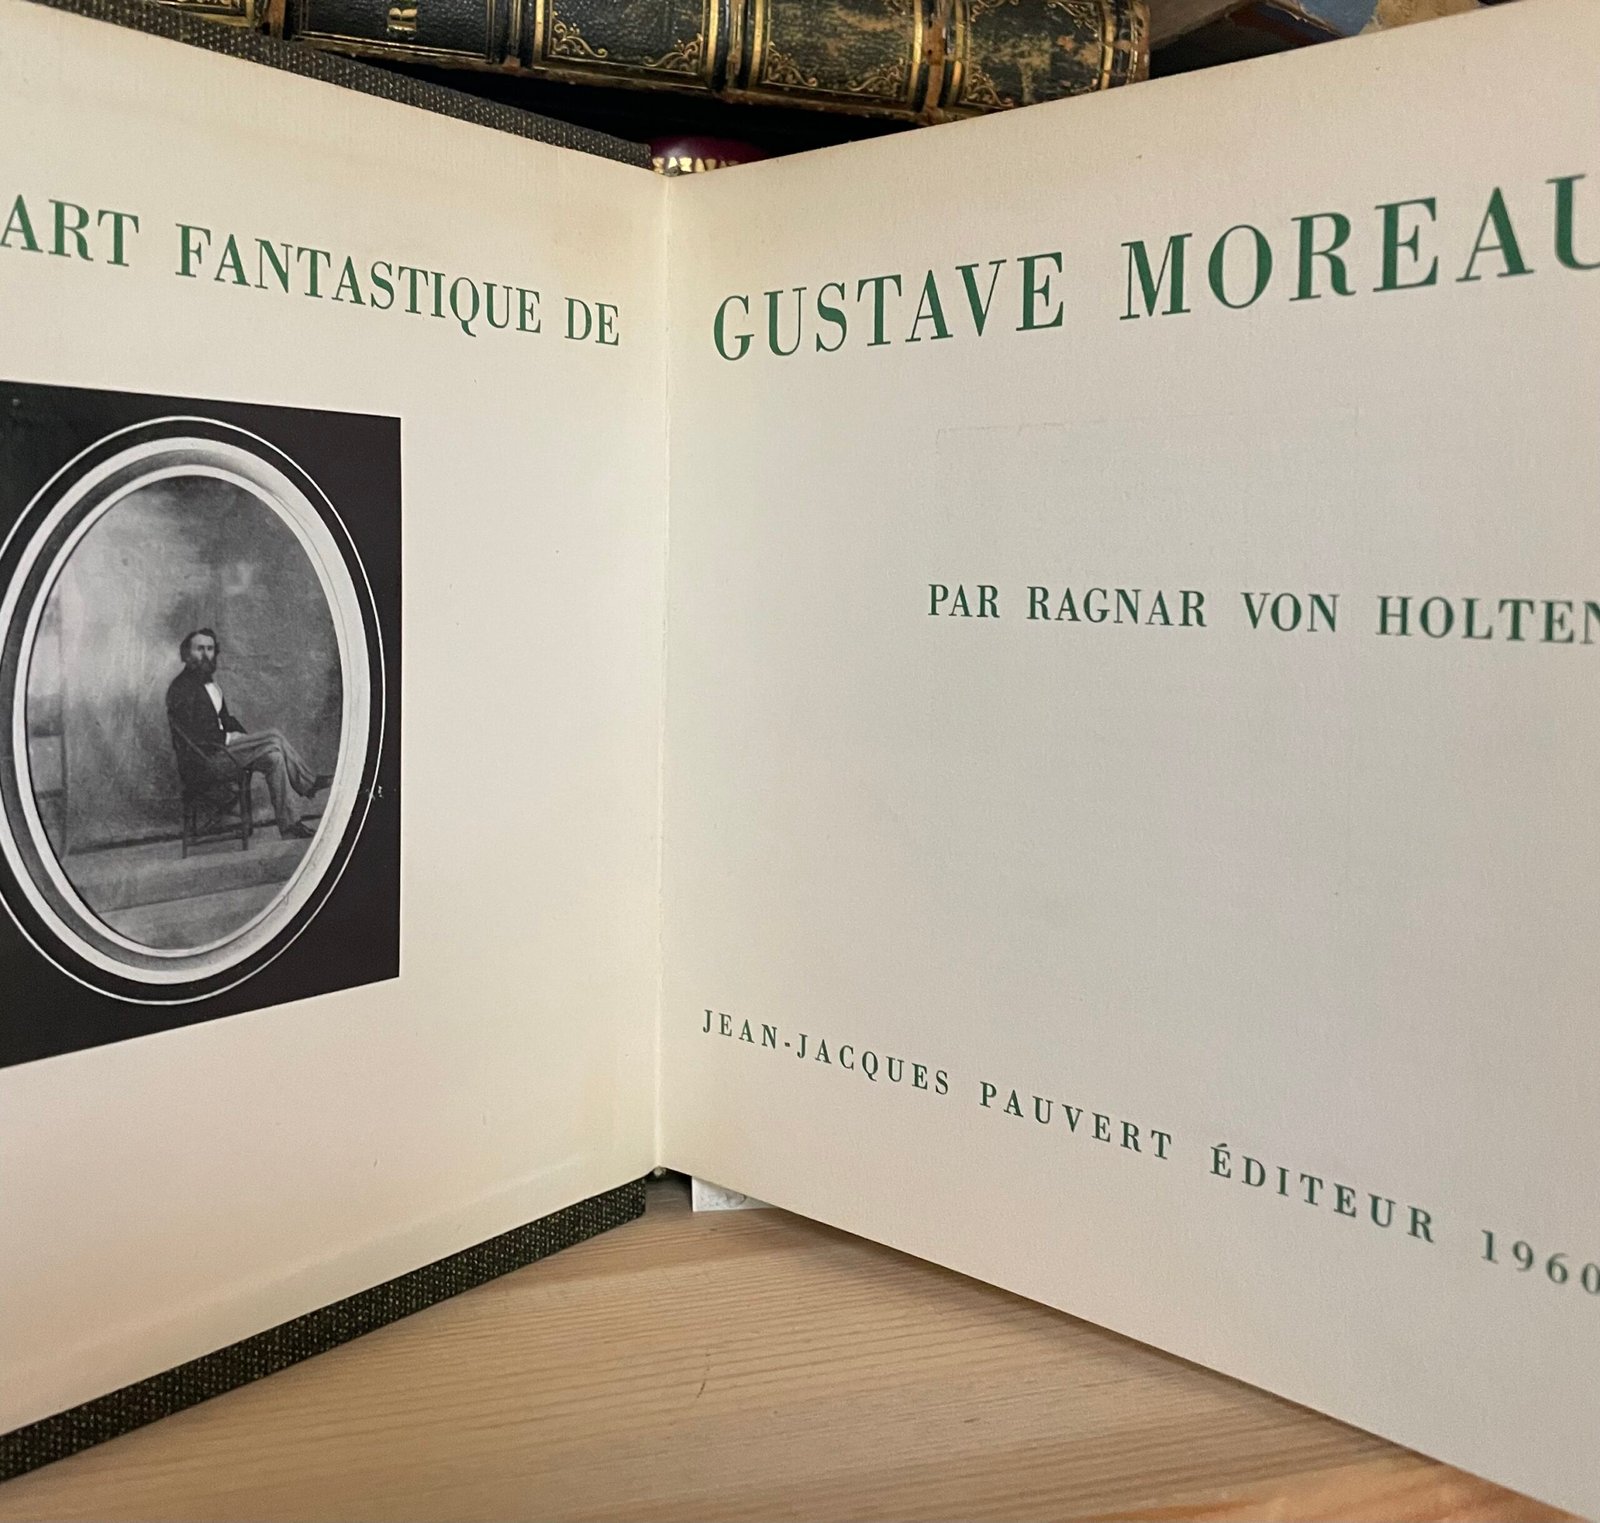 ART FANTASTIQUE DE
GUSTAVE MOREAU
PAR RAGNAR VON HOLTEN
JEAN-JACQUES PAUVERT ÉDITEUR 1960